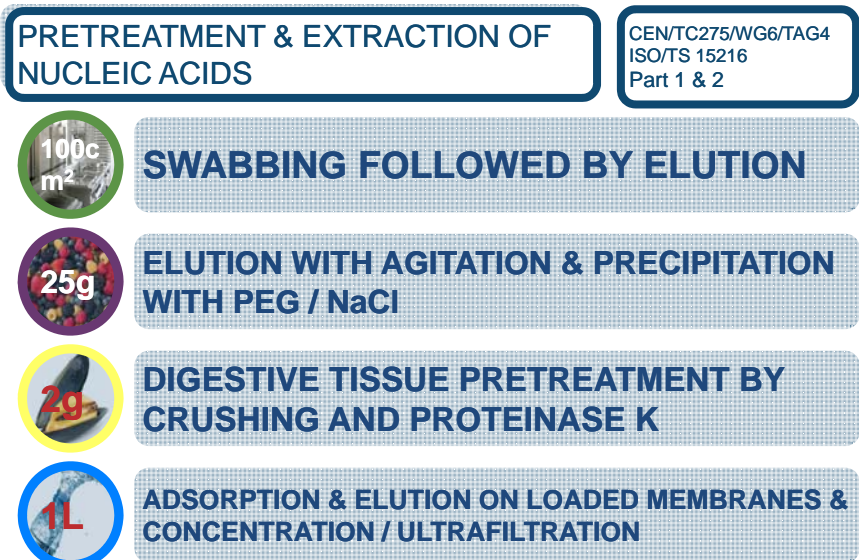 PRETREATMENT & EXTRACTION OF
NUCLEIC ACIDS
CEN/TC275/WG6/TAG4
ISO/TS 15216
Part 1 & 2
100c
m²
SWABBING FOLLOWED BY ELUTION
25g
ELUTION WITH AGITATION & PRECIPITATION
WITH PEG / NaCl
2g
DIGESTIVE TISSUE PRETREATMENT BY
CRUSHING AND PROTEINASE K
1L
ADSORPTION & ELUTION ON LOADED MEMBRANES &
CONCENTRATION / ULTRAFILTRATION